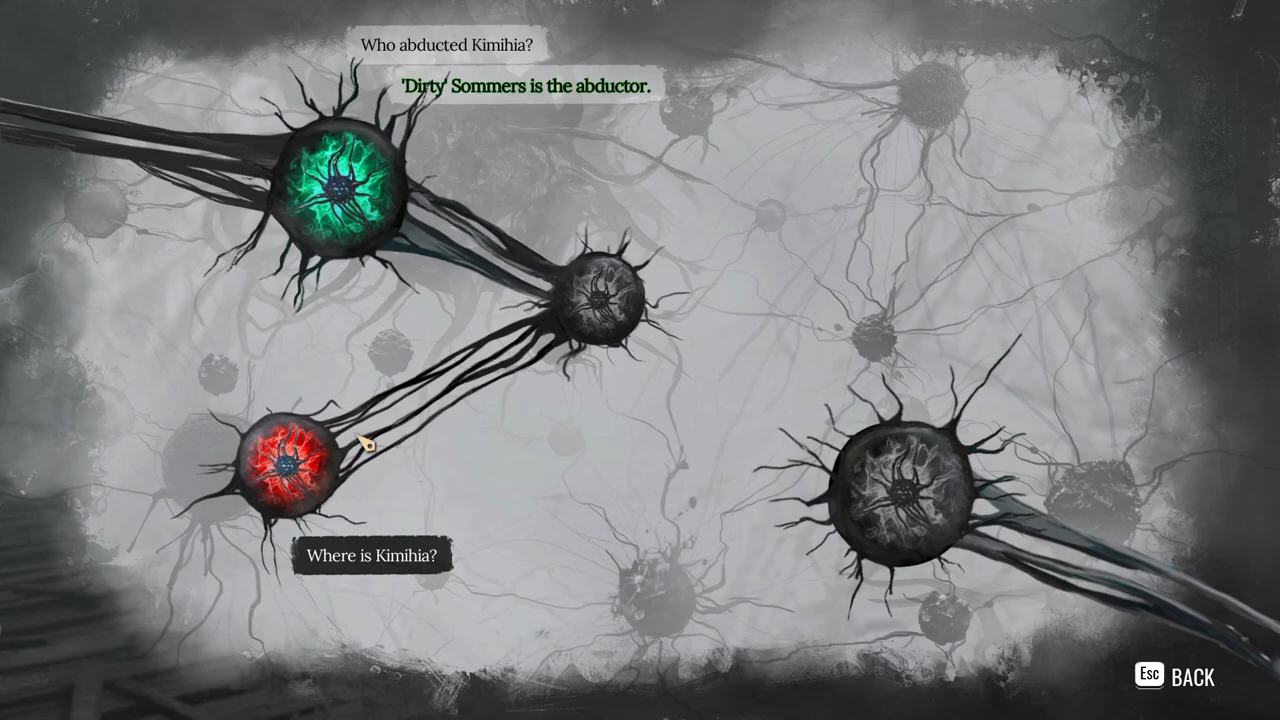 Who abducted Kimihia?
'Dirty' Sommers is the abductor.
Where is Kimihia?
Esc BACK